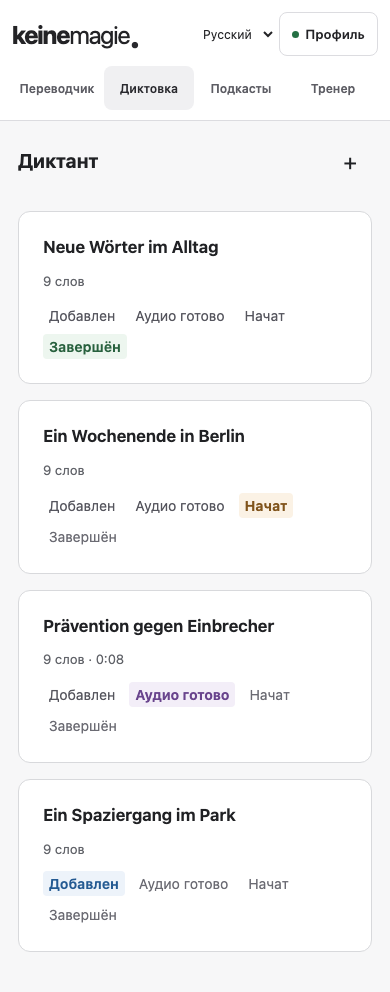 keinemagie.
Русский
Профиль
Переводчик Диктовка Подкасты Тренер
Диктант
+
Neue Wörter im Alltag
9 слов
Добавлен Аудио готово Начат
Завершён
Ein Wochenende in Berlin
9 слов
Добавлен Аудио готово Начат
Завершён
Prävention gegen Einbrecher
9 слов · 0:08
Добавлен Аудио готово Начат
Завершён
Ein Spaziergang im Park
9 слов
Добавлен Аудио готово Начат
Завершён